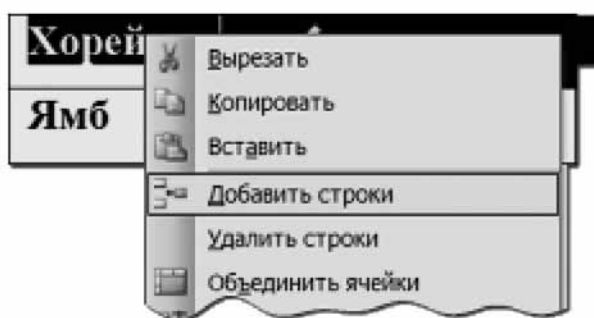 Хорей
Ямб
Вырезать
Копировать
Вставить
Добавить строки
Удалить строки
Объединить ячейки